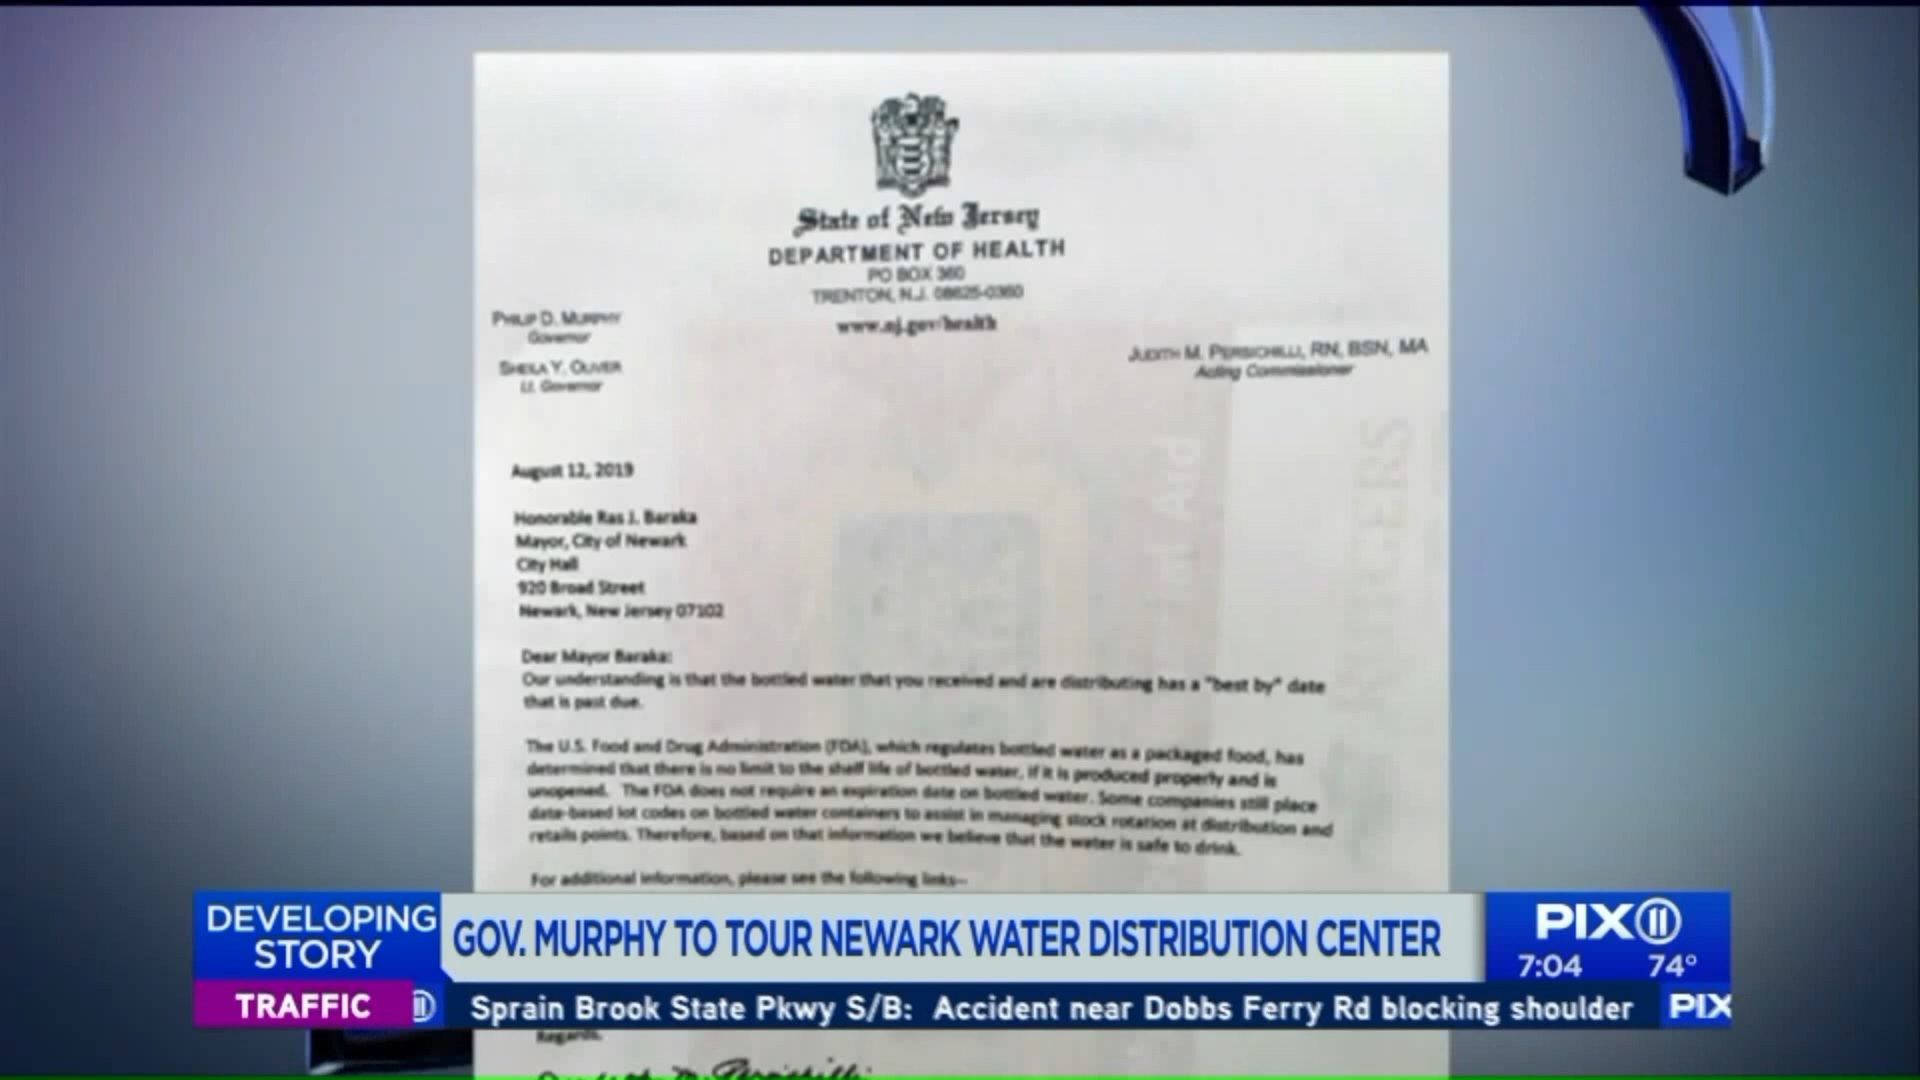 State of New Jersey
DEPARTMENT OF HEALTH
PO BOX 360
TRENTON, N.J. 08625-0360
www.nj.gov/health
PHILIP D. MURPHY
Governor
SHEILA Y. OLIVER
Lt. Governor
JUDITH M. PERSICHILLI, RN, BSN, MA
Acting Commissioner
August 12, 2019
Honorable Ras J. Baraka
Mayor, City of Newark
City Hall
920 Broad Street
Newark, New Jersey 07102
Dear Mayor Baraka:
Our understanding is that the bottled water that you received and are distributing has a "best by" date
that is past due.
The U.S. Food and Drug Administration (FDA), which regulates bottled water as a packaged food, has
determined that there is no limit to the shelf life of bottled water, if it is produced properly and is
unopened. The FDA does not require an expiration date on bottled water. Some companies still place
date-based lot codes on bottled water containers to assist in managing stock rotation at distribution and
retails points. Therefore, based on that information we believe that the water is safe to drink.
For additional information, please see the following links--
of Aid
RUTGERS
DEVELOPING
STORY
GOV. MURPHY TO TOUR NEWARK WATER DISTRIBUTION CENTER
PIX11
7:04 74°
TRAFFIC
11 Sprain Brook State Pkwy S/B: Accident near Dobbs Ferry Rd blocking shoulder PIX
Regards,
Judith M. Persichilli